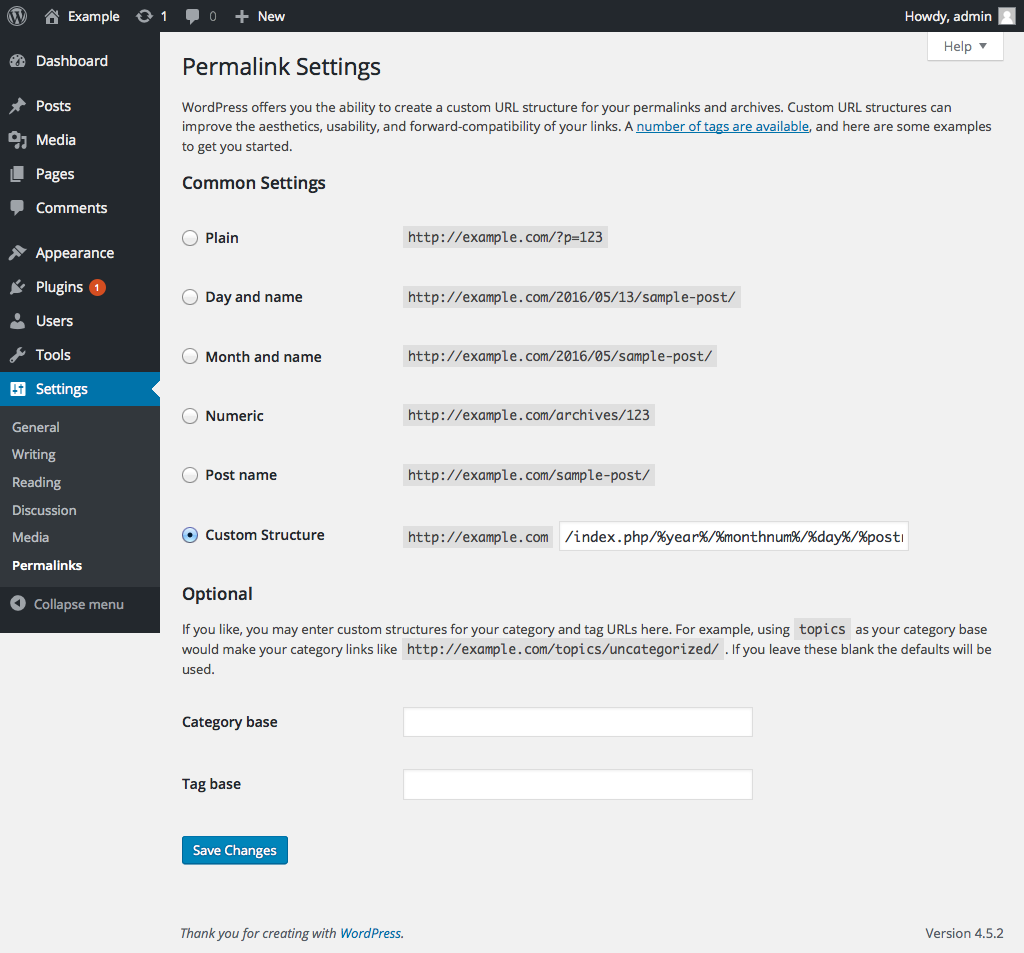 Example 1 0 New Howdy, admin
Help
Dashboard
Posts
Media
Pages
Comments
Appearance
Plugins 1
Users
Tools
Settings
General
Writing
Reading
Discussion
Media
Permalinks
Collapse menu
Permalink Settings
WordPress offers you the ability to create a custom URL structure for your permalinks and archives. Custom URL structures can
improve the aesthetics, usability, and forward-compatibility of your links. A number of tags are available, and here are some examples
to get you started.
Common Settings
Plain http://example.com/?p=123
Day and name http://example.com/2016/05/13/sample-post/
Month and name http://example.com/2016/05/sample-post/
Numeric http://example.com/archives/123
Post name http://example.com/sample-post/
Custom Structure http://example.com /index.php/%year%/%monthnum%/%day%/%post
Optional
If you like, you may enter custom structures for your category and tag URLs here. For example, using topics as your category base
would make your category links like http://example.com/topics/uncategorized/ . If you leave these blank the defaults will be
used.
Category base
Tag base
Save Changes
Thank you for creating with WordPress. Version 4.5.2